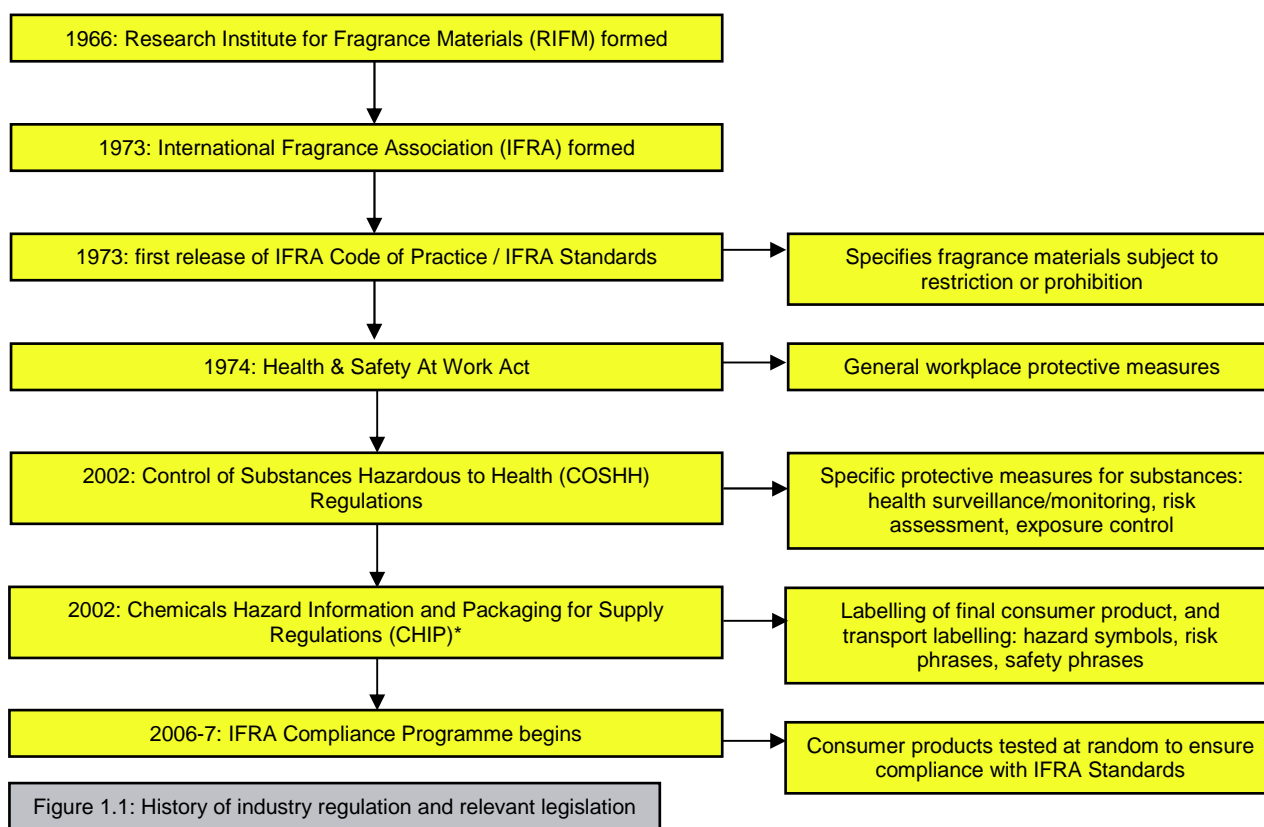 1966: Research Institute for Fragrance Materials (RIFM) formed
1973: International Fragrance Association (IFRA) formed
1973: first release of IFRA Code of Practice / IFRA Standards
Specifies fragrance materials subject to
restriction or prohibition
1974: Health & Safety At Work Act
General workplace protective measures
2002: Control of Substances Hazardous to Health (COSHH)
Regulations
Specific protective measures for substances:
health surveillance/monitoring, risk
assessment, exposure control
2002: Chemicals Hazard Information and Packaging for Supply
Regulations (CHIP)*
Labelling of final consumer product, and
transport labelling: hazard symbols, risk
phrases, safety phrases
2006-7: IFRA Compliance Programme begins
Consumer products tested at random to ensure
compliance with IFRA Standards
Figure 1.1: History of industry regulation and relevant legislation